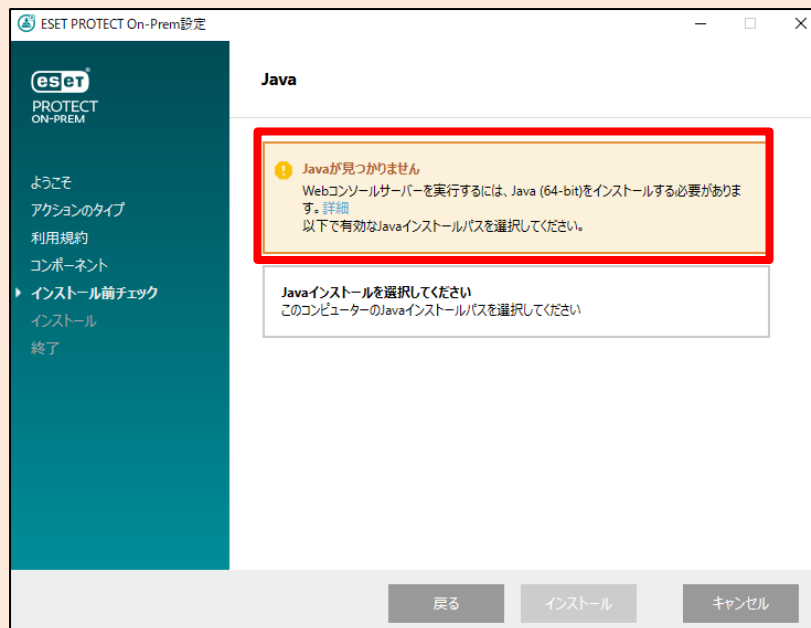 ESET PROTECT On-Prem設定
eseT
PROTECT
ON-PREM
Java
ようこそ
アクションのタイプ
利用規約
コンポーネント
インストール前チェック
インストール
終了
Javaが見つかりません
Webコンソールサーバーを実行するには、Java (64-bit)をインストールする必要がありま
す。詳細
以下で有効なJavaインストールパスを選択してください。
Javaインストールを選択してください
このコンピューターのJavaインストールパスを選択してください
戻る
インストール
キャンセル